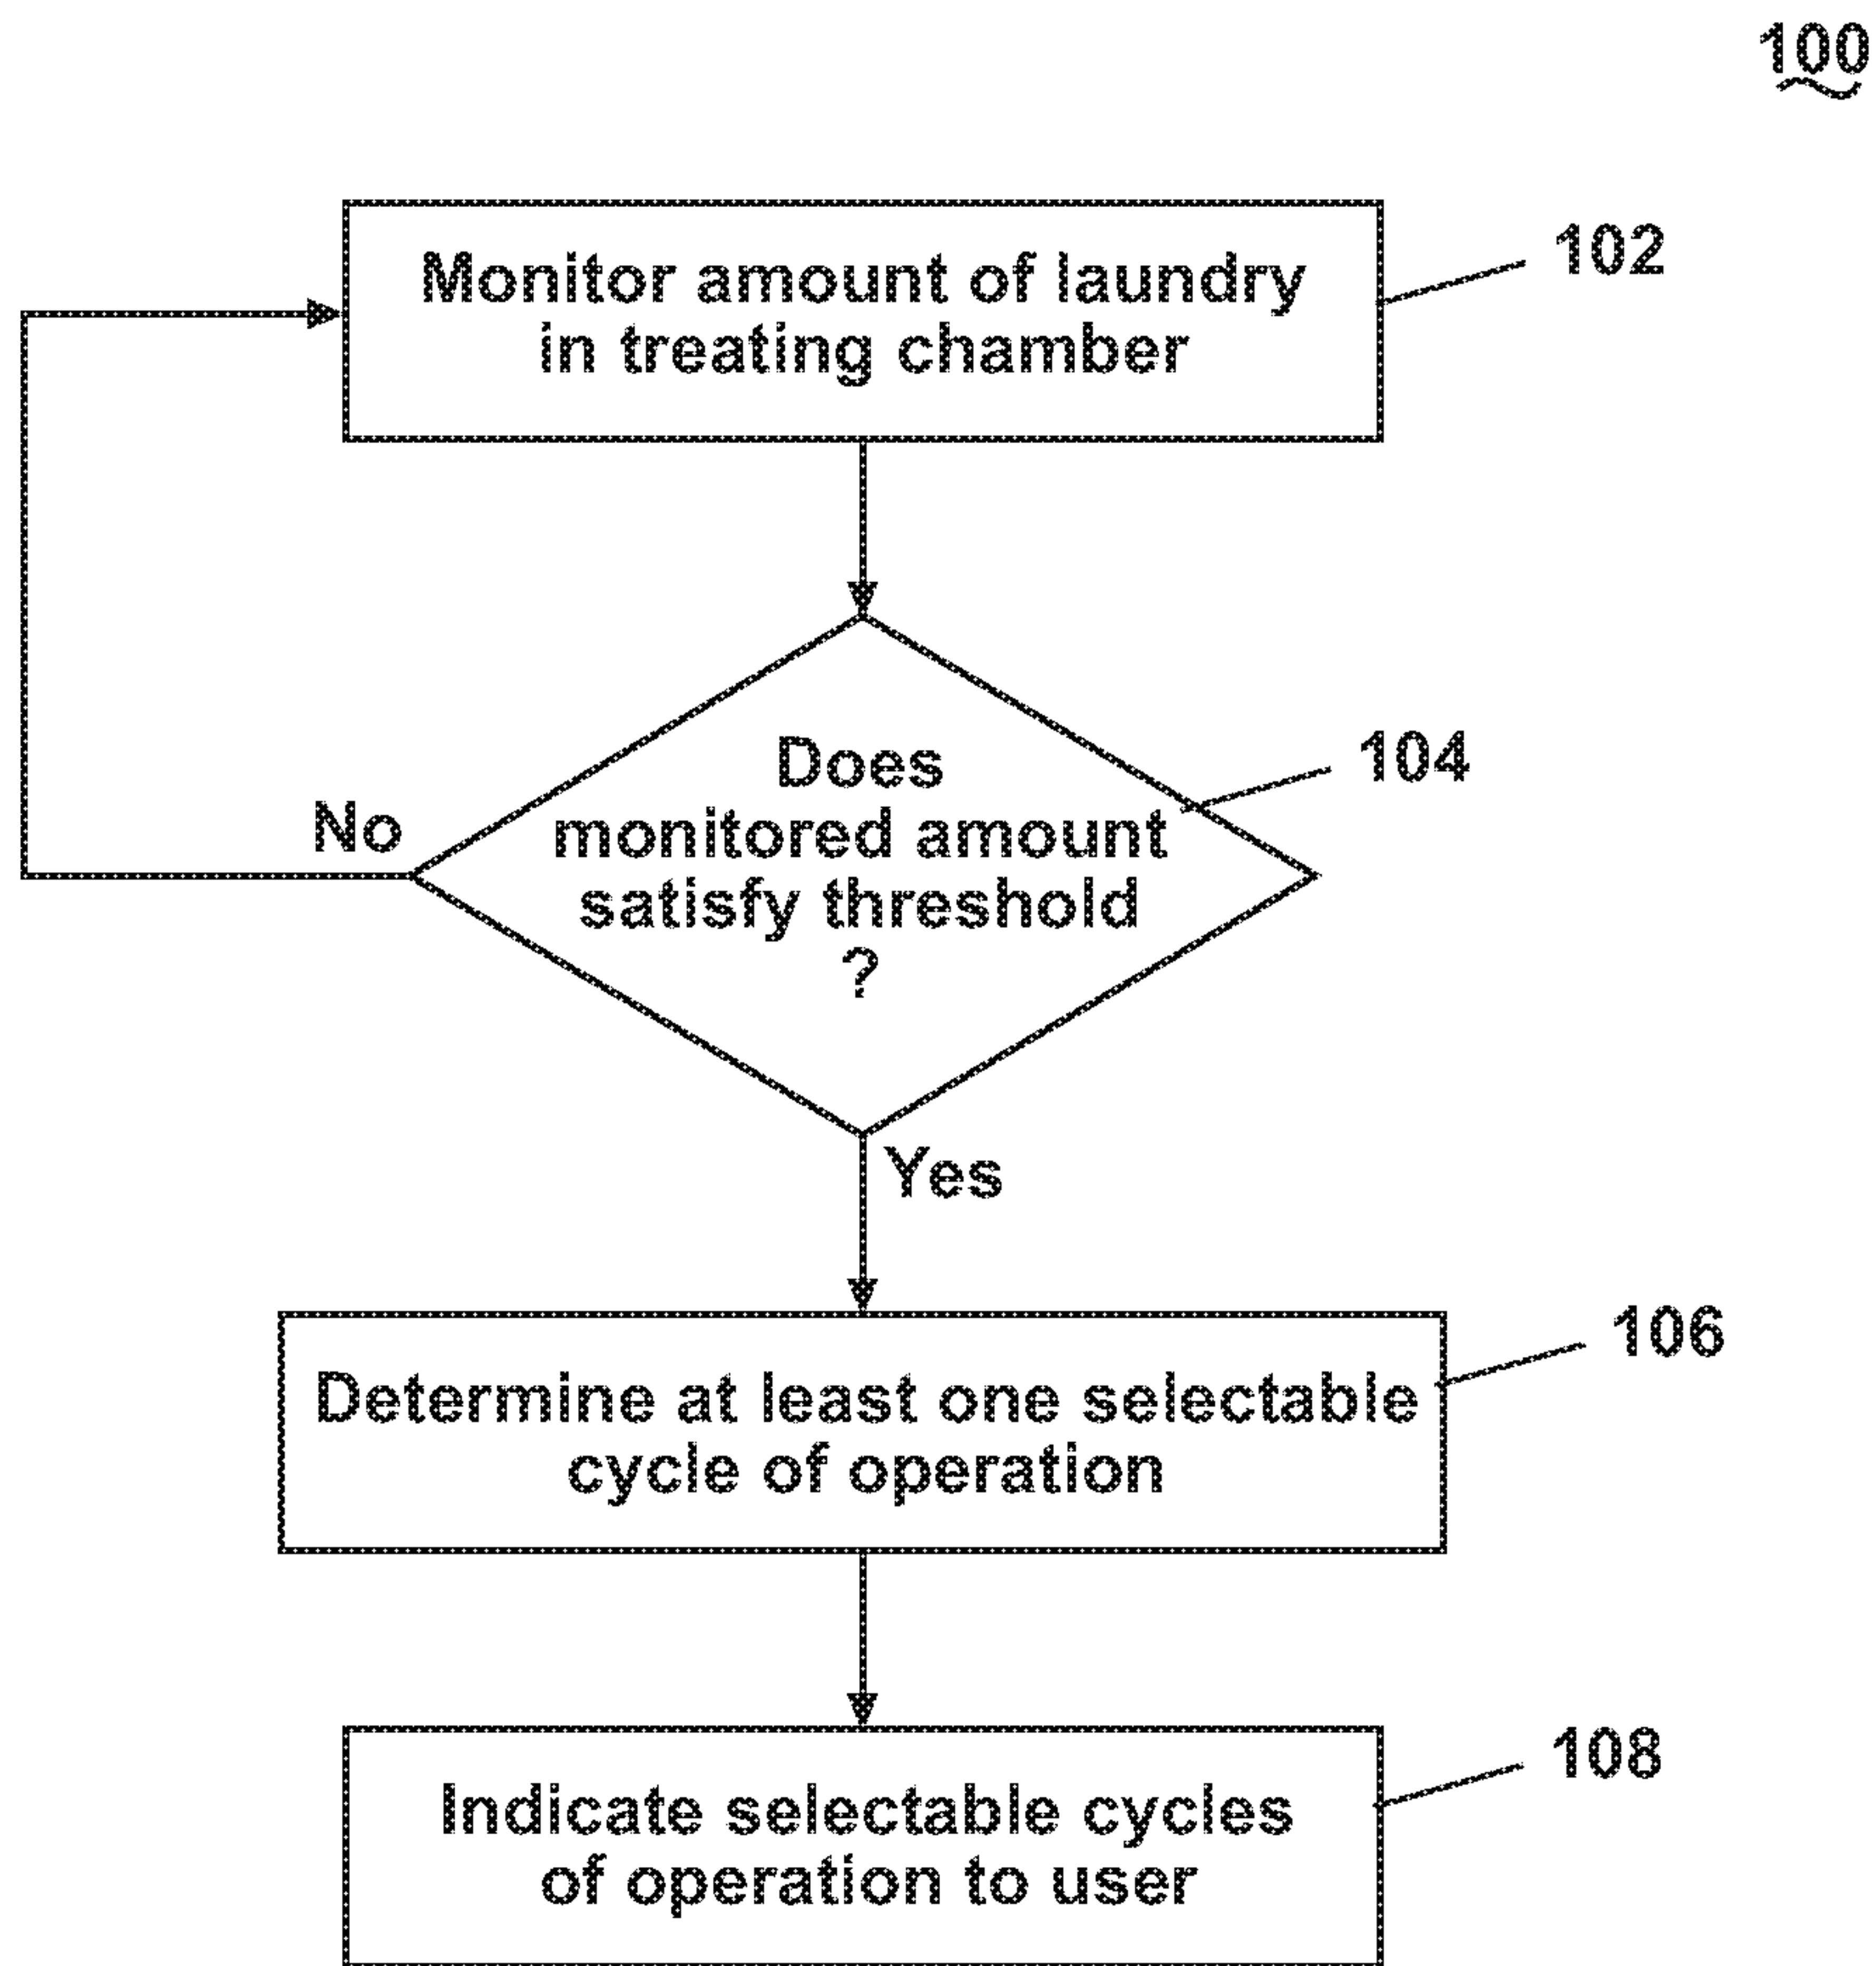 100
Monitor amount of laundry
in treating chamber
102
Does
monitored amount
satisfy threshold
?
104
No
Yes
Determine at least one selectable
cycle of operation
106
Indicate selectable cycles
of operation to user
108